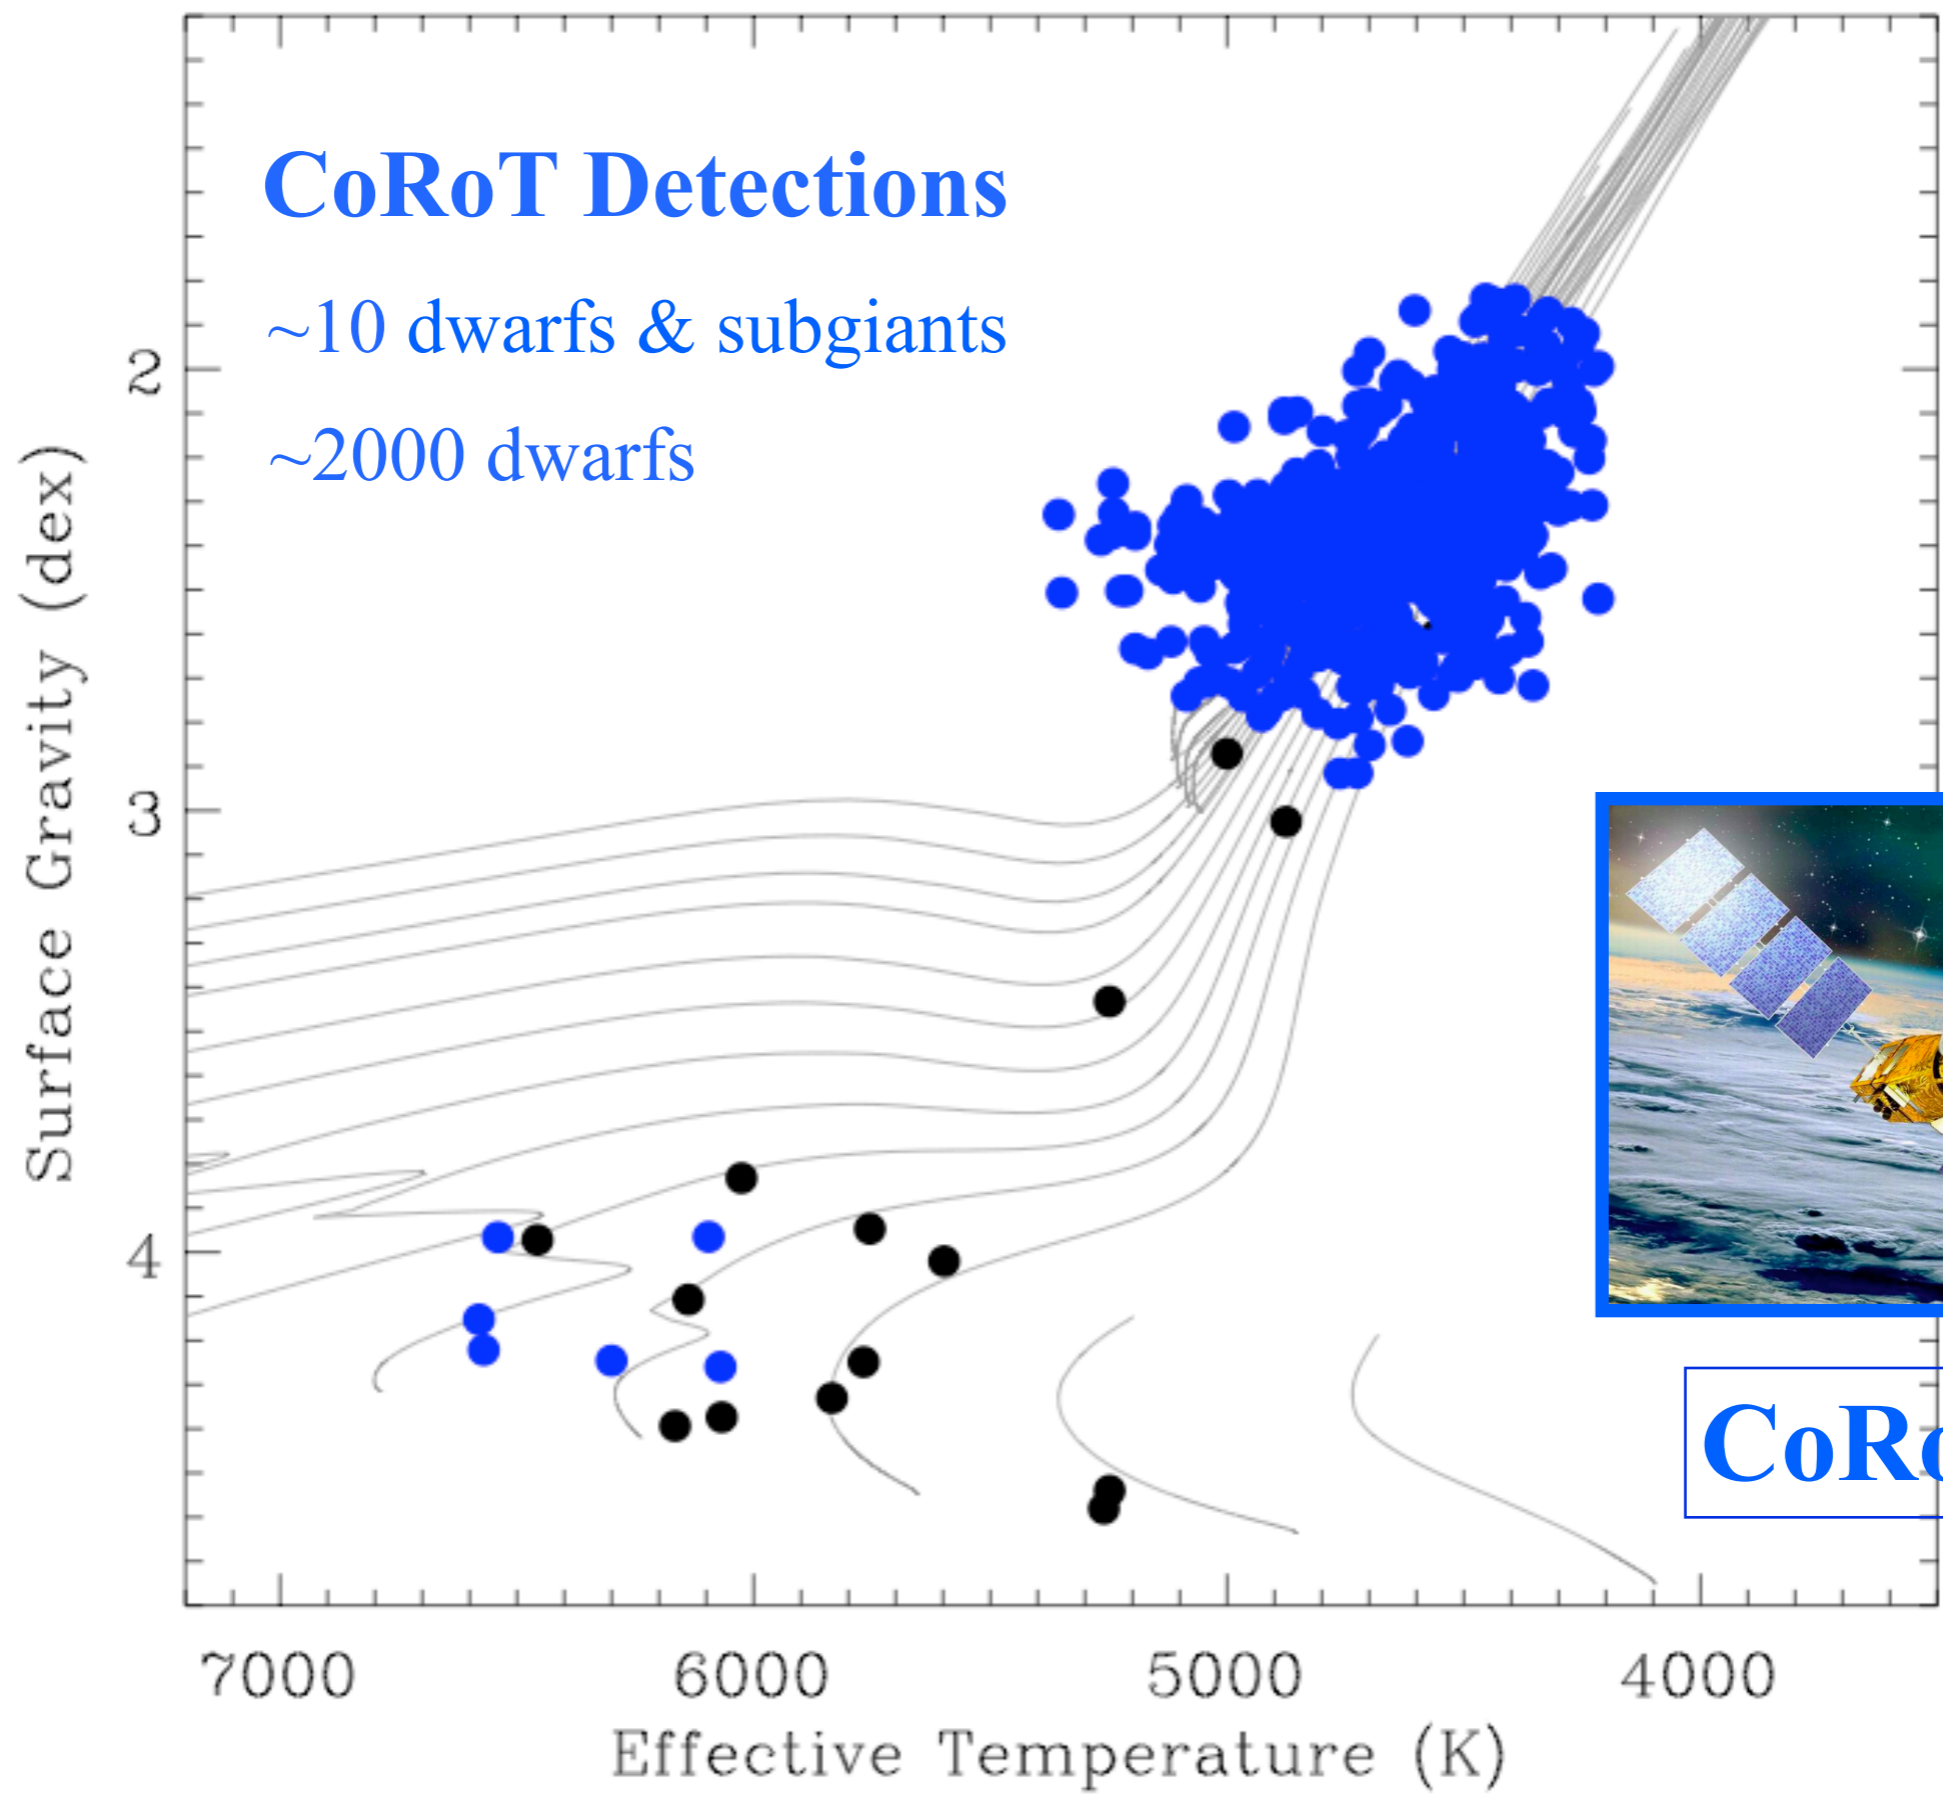 CoRoT Detections
~10 dwarfs & subgiants
~2000 dwarfs
Surface Gravity (dex)
2
3
4
CoRo
7000 6000 5000 4000
Effective Temperature (K)